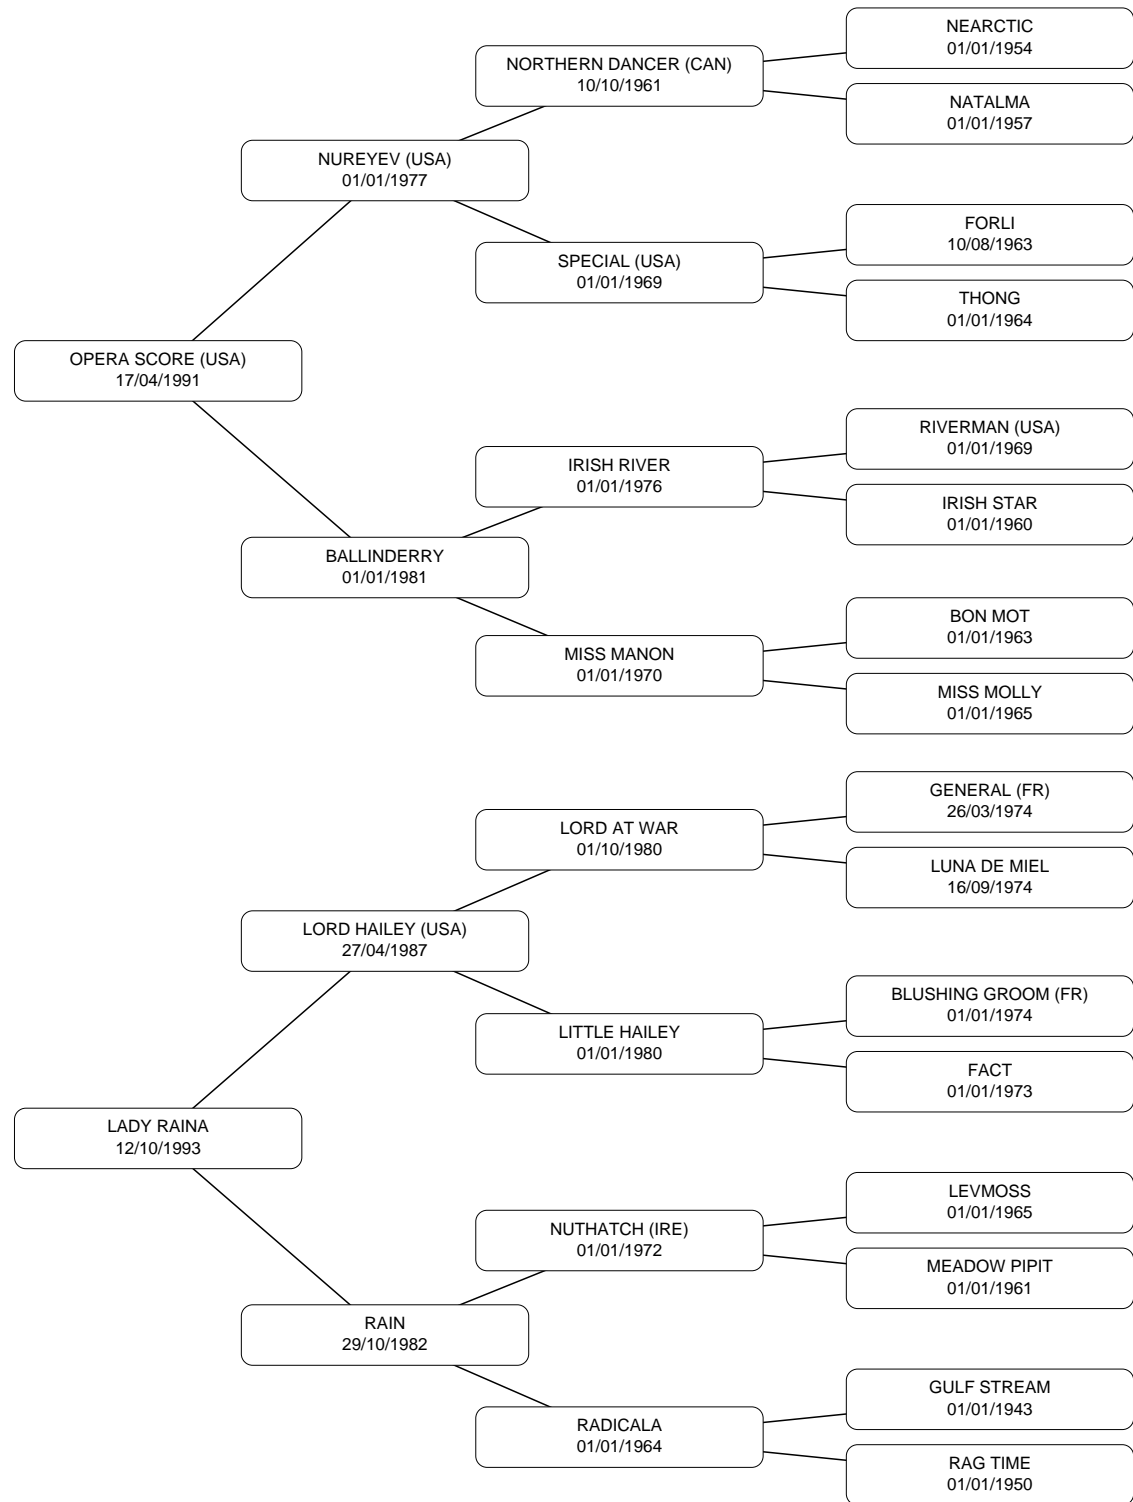 NEARCTIC
01/01/1954
NORTHERN DANCER (CAN)
10/10/1961
NATALMA
01/01/1957
NUREYEV (USA)
01/01/1977
FORLI
10/08/1963
SPECIAL (USA)
01/01/1969
THONG
01/01/1964
OPERA SCORE (USA)
17/04/1991
RIVERMAN (USA)
01/01/1969
IRISH RIVER
01/01/1976
IRISH STAR
01/01/1960
BALLINDERRY
01/01/1981
BON MOT
01/01/1963
MISS MANON
01/01/1970
MISS MOLLY
01/01/1965
GENERAL (FR)
26/03/1974
LORD AT WAR
01/10/1980
LUNA DE MIEL
16/09/1974
LORD HAILEY (USA)
27/04/1987
BLUSHING GROOM (FR)
01/01/1974
LITTLE HAILEY
01/01/1980
FACT
01/01/1973
LADY RAINA
12/10/1993
LEVMOSS
01/01/1965
NUTHATCH (IRE)
01/01/1972
MEADOW PIPIT
01/01/1961
RAIN
29/10/1982
GULF STREAM
01/01/1943
RADICALA
01/01/1964
RAG TIME
01/01/1950